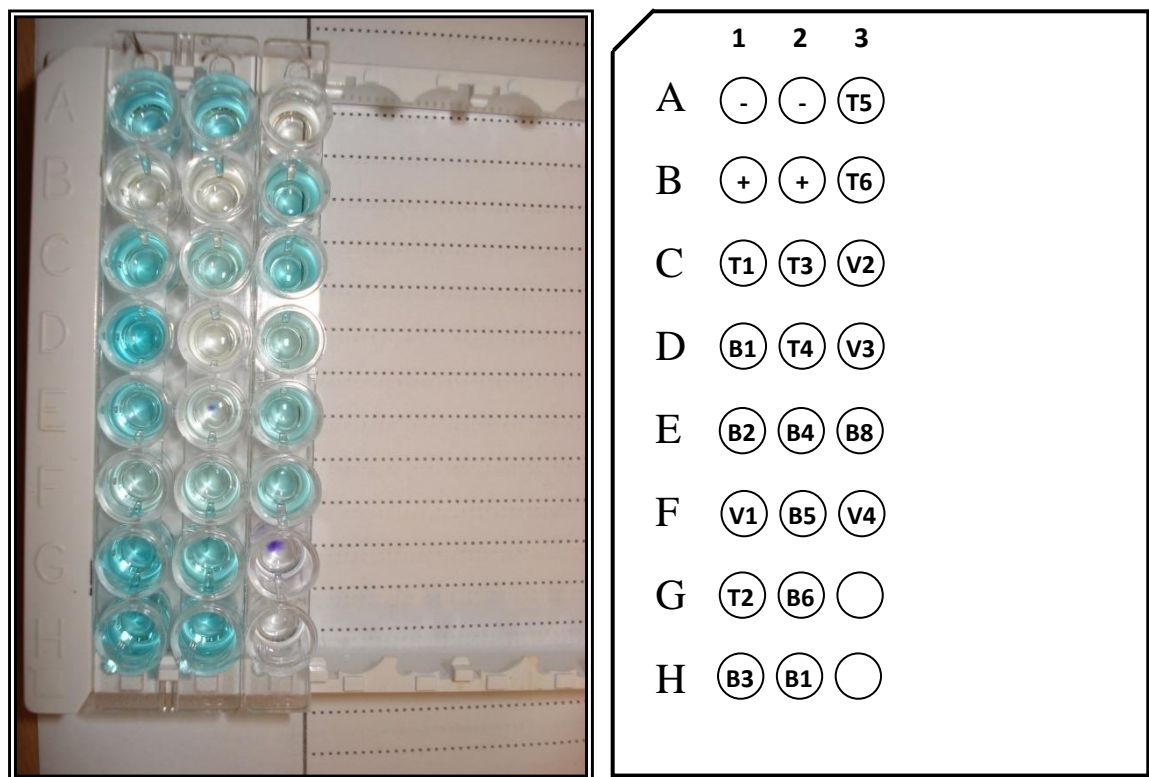 A
B
C
D
E
F
G
H
1 2 3
A - - T5
B + + T6
C T1 T3 V2
D B1 T4 V3
E B2 B4 B8
F V1 B5 V4
G T2 B6
H B3 B1